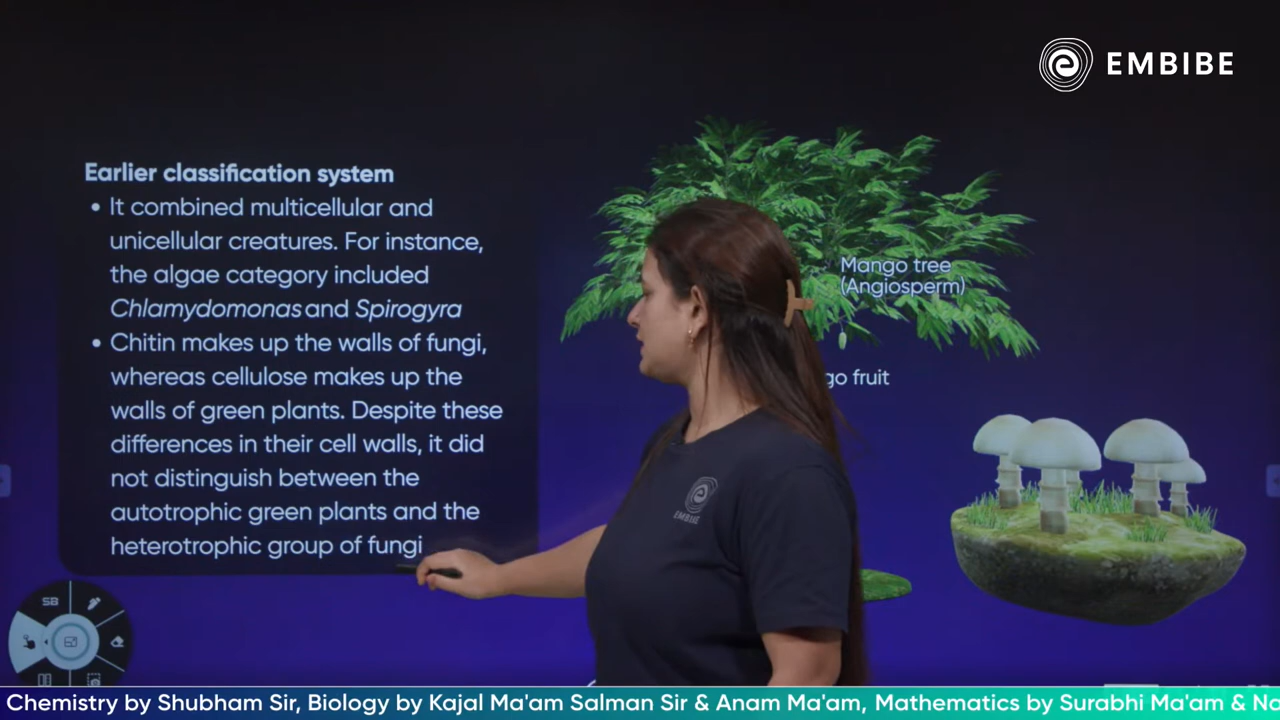 EMBIBE
Earlier classification system
• It combined multicellular and
unicellular creatures. For instance,
the algae category included
Chlamydomonas and Spirogyra
• Chitin makes up the walls of fungi,
whereas cellulose makes up the
walls of green plants. Despite these
differences in their cell walls, it did
not distinguish between the
autotrophic green plants and the
heterotrophic group of fungi
Mango tree
(Angiosperm)
go fruit
EMBIBE
SB
Chemistry by Shubham Sir, Biology by Kajal Ma'am Salman Sir & Anam Ma'am, Mathematics by Surabhi Ma'am &